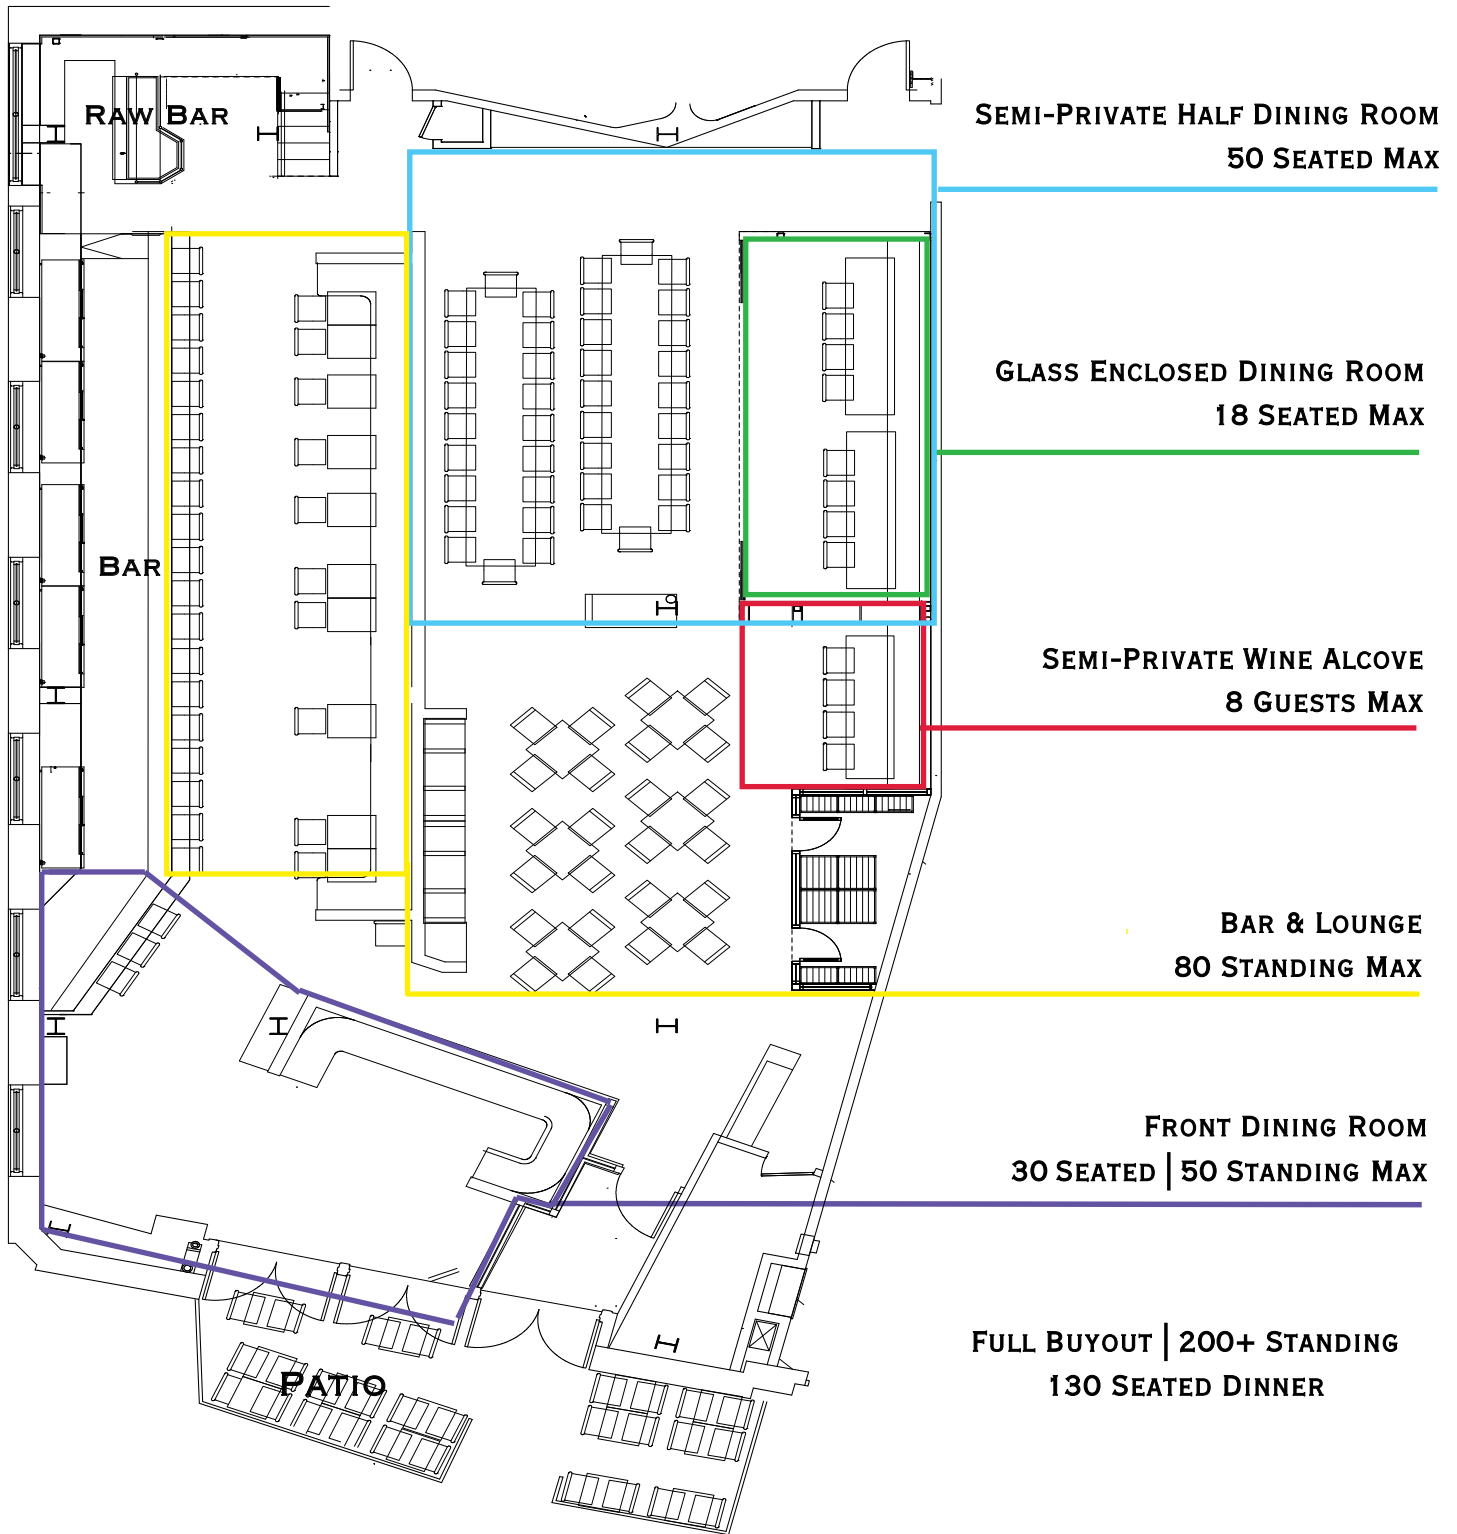 Raw Bar
Semi-Private Half Dining Room
50 Seated Max
Glass Enclosed Dining Room
18 Seated Max
Bar
Semi-Private Wine Alcove
8 Guests Max
Bar & Lounge
80 Standing Max
Front Dining Room
30 Seated | 50 Standing Max
Full Buyout | 200+ Standing
130 Seated Dinner
Patio